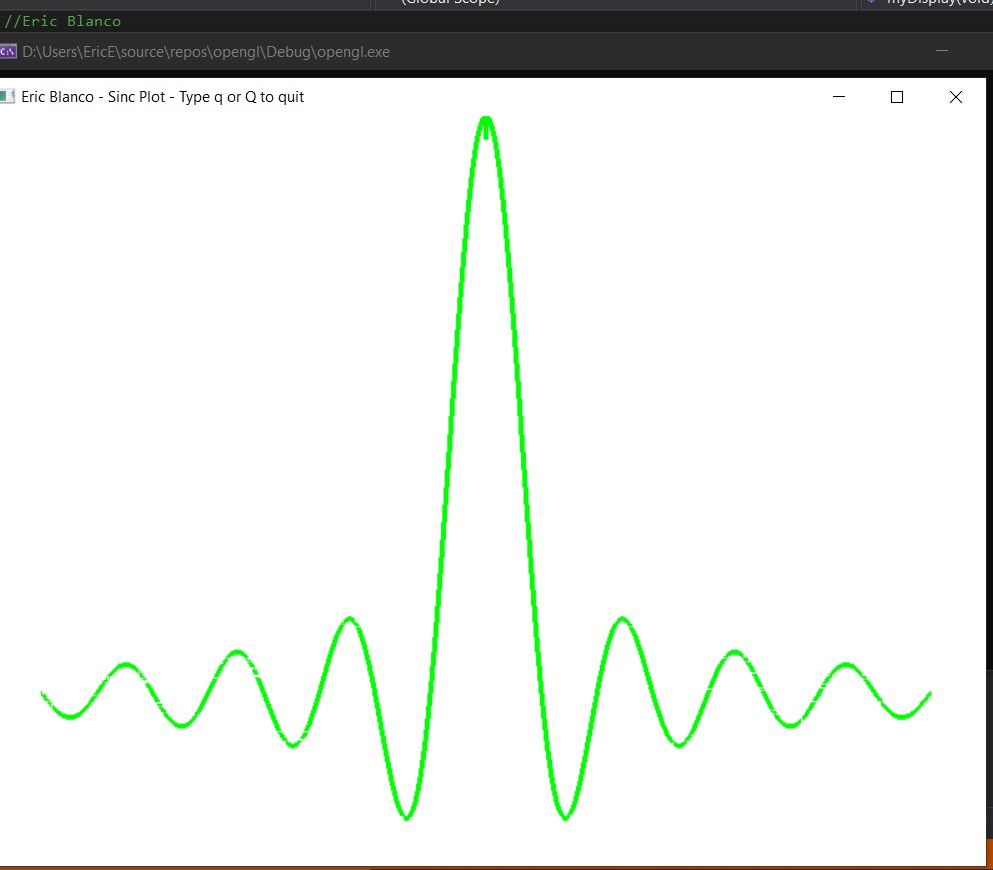 (Global Scope)
myDisplay(void)
//Eric Blanco
C:\
D:\Users\EricE\source\repos\opengl\Debug\opengl.exe
Eric Blanco - Sinc Plot - Type q or Q to quit